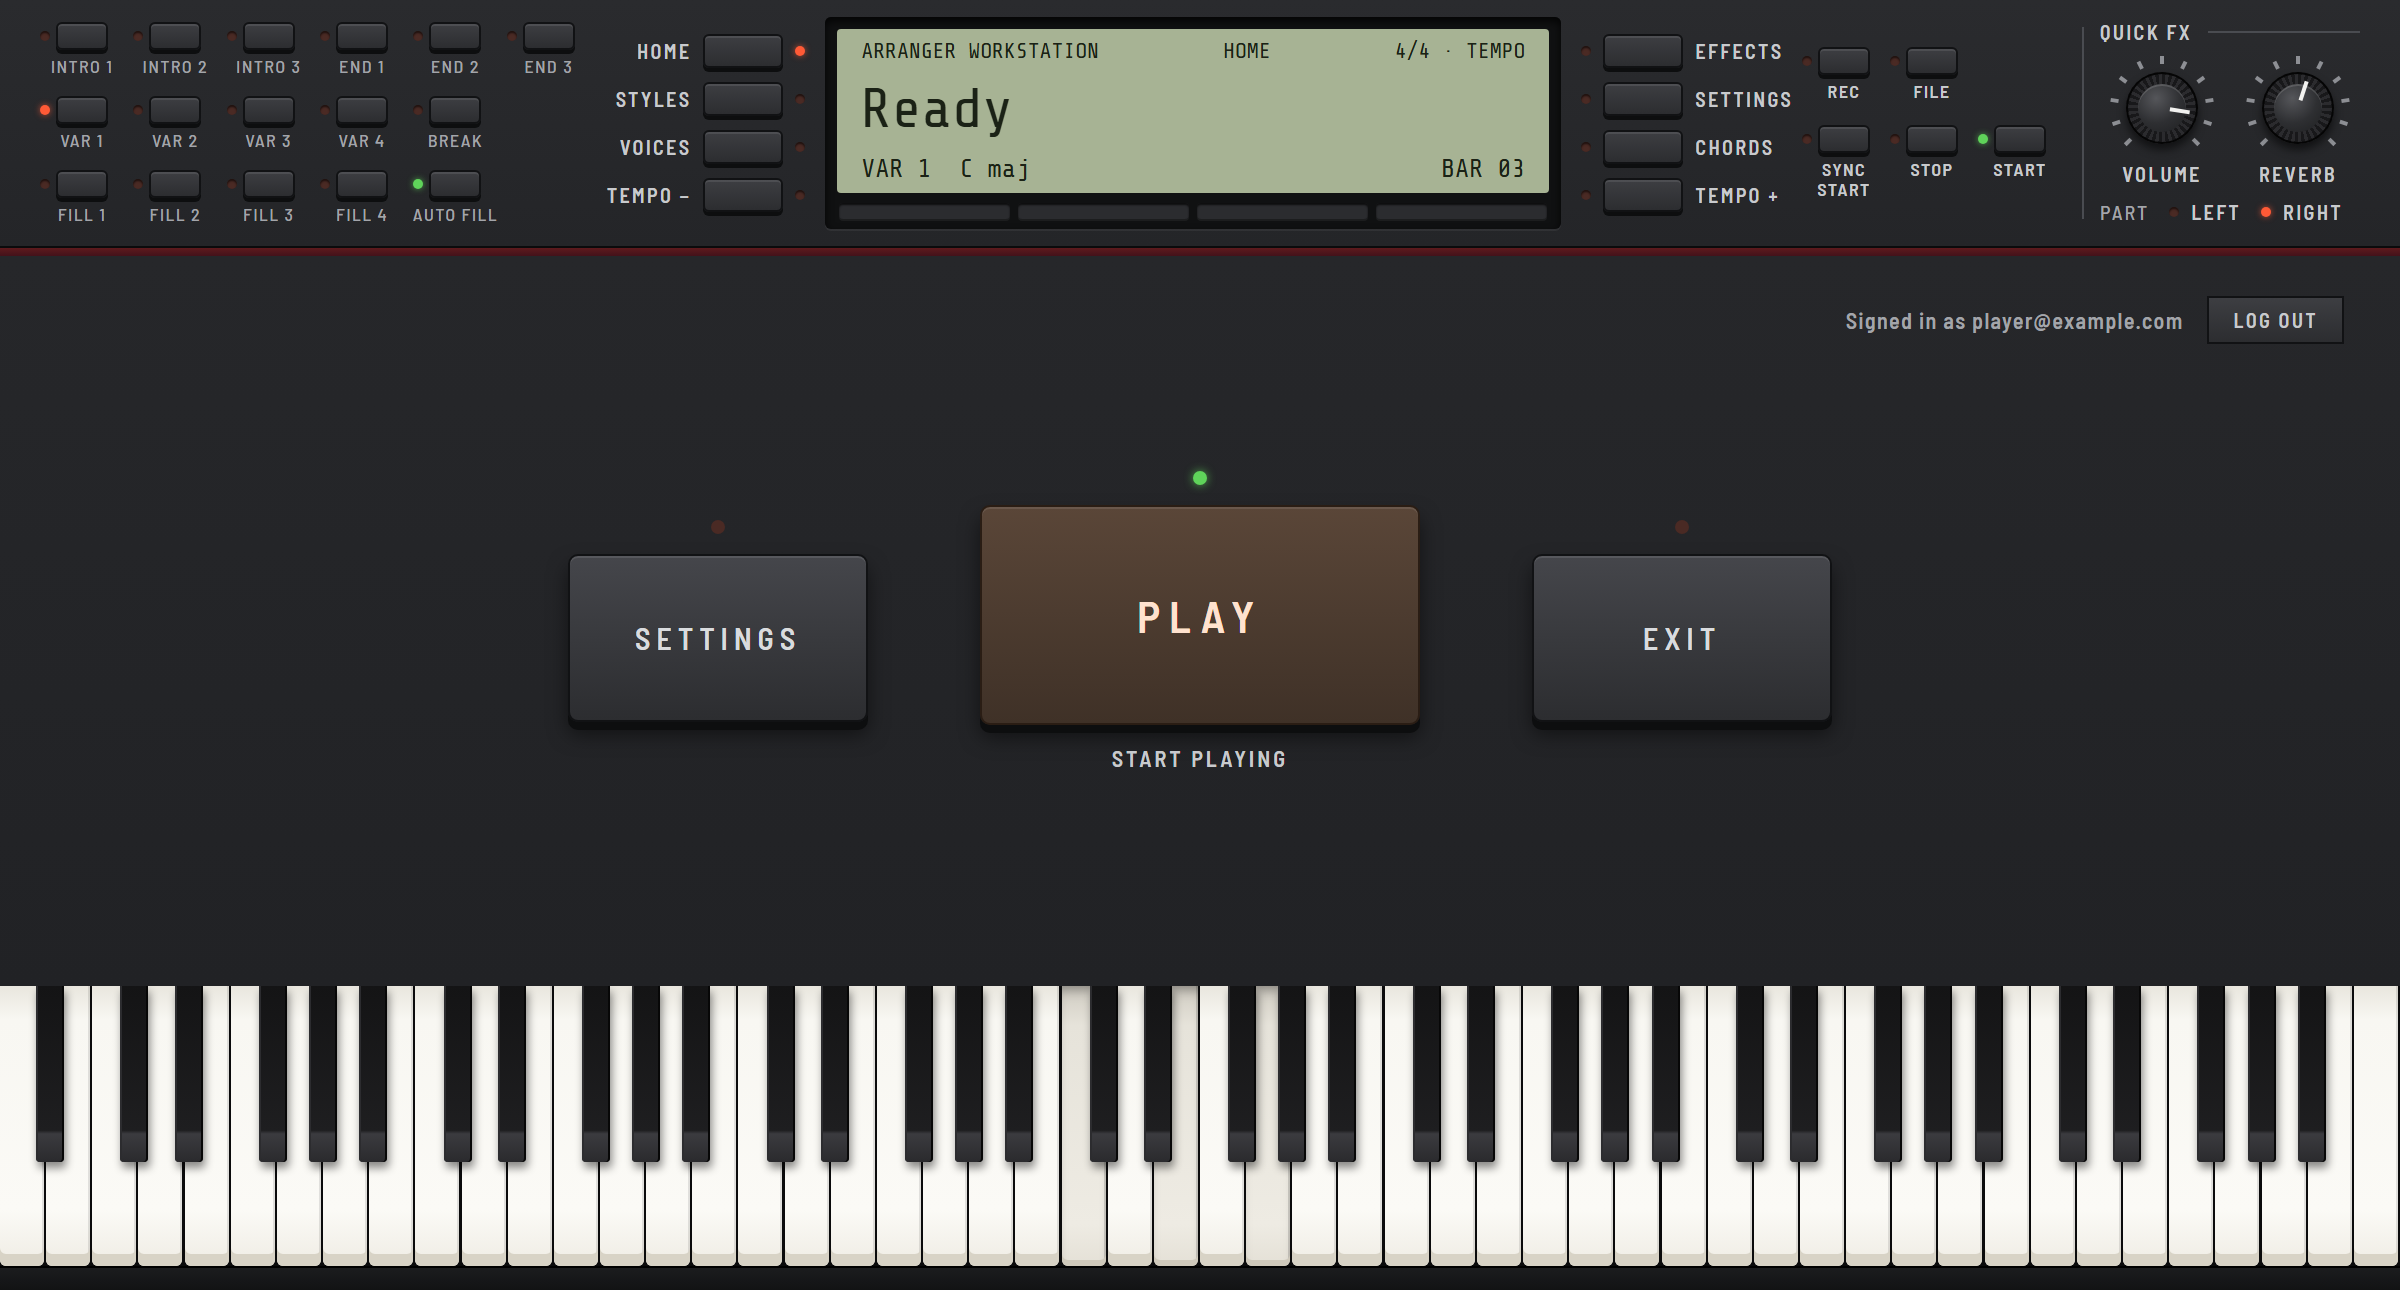 INTRO 1 INTRO 2 INTRO 3 END 1 END 2 END 3
VAR 1 VAR 2 VAR 3 VAR 4 BREAK
FILL 1 FILL 2 FILL 3 FILL 4 AUTO FILL
HOME
STYLES
VOICES
TEMPO –
ARRANGER WORKSTATION HOME 4/4 · TEMPO
Ready
VAR 1 C maj BAR 03
EFFECTS
SETTINGS
CHORDS
TEMPO +
REC FILE
SYNC START STOP START
QUICK FX
VOLUME REVERB
PART LEFT RIGHT
Signed in as player@example.com LOG OUT
SETTINGS
PLAY
EXIT
START PLAYING